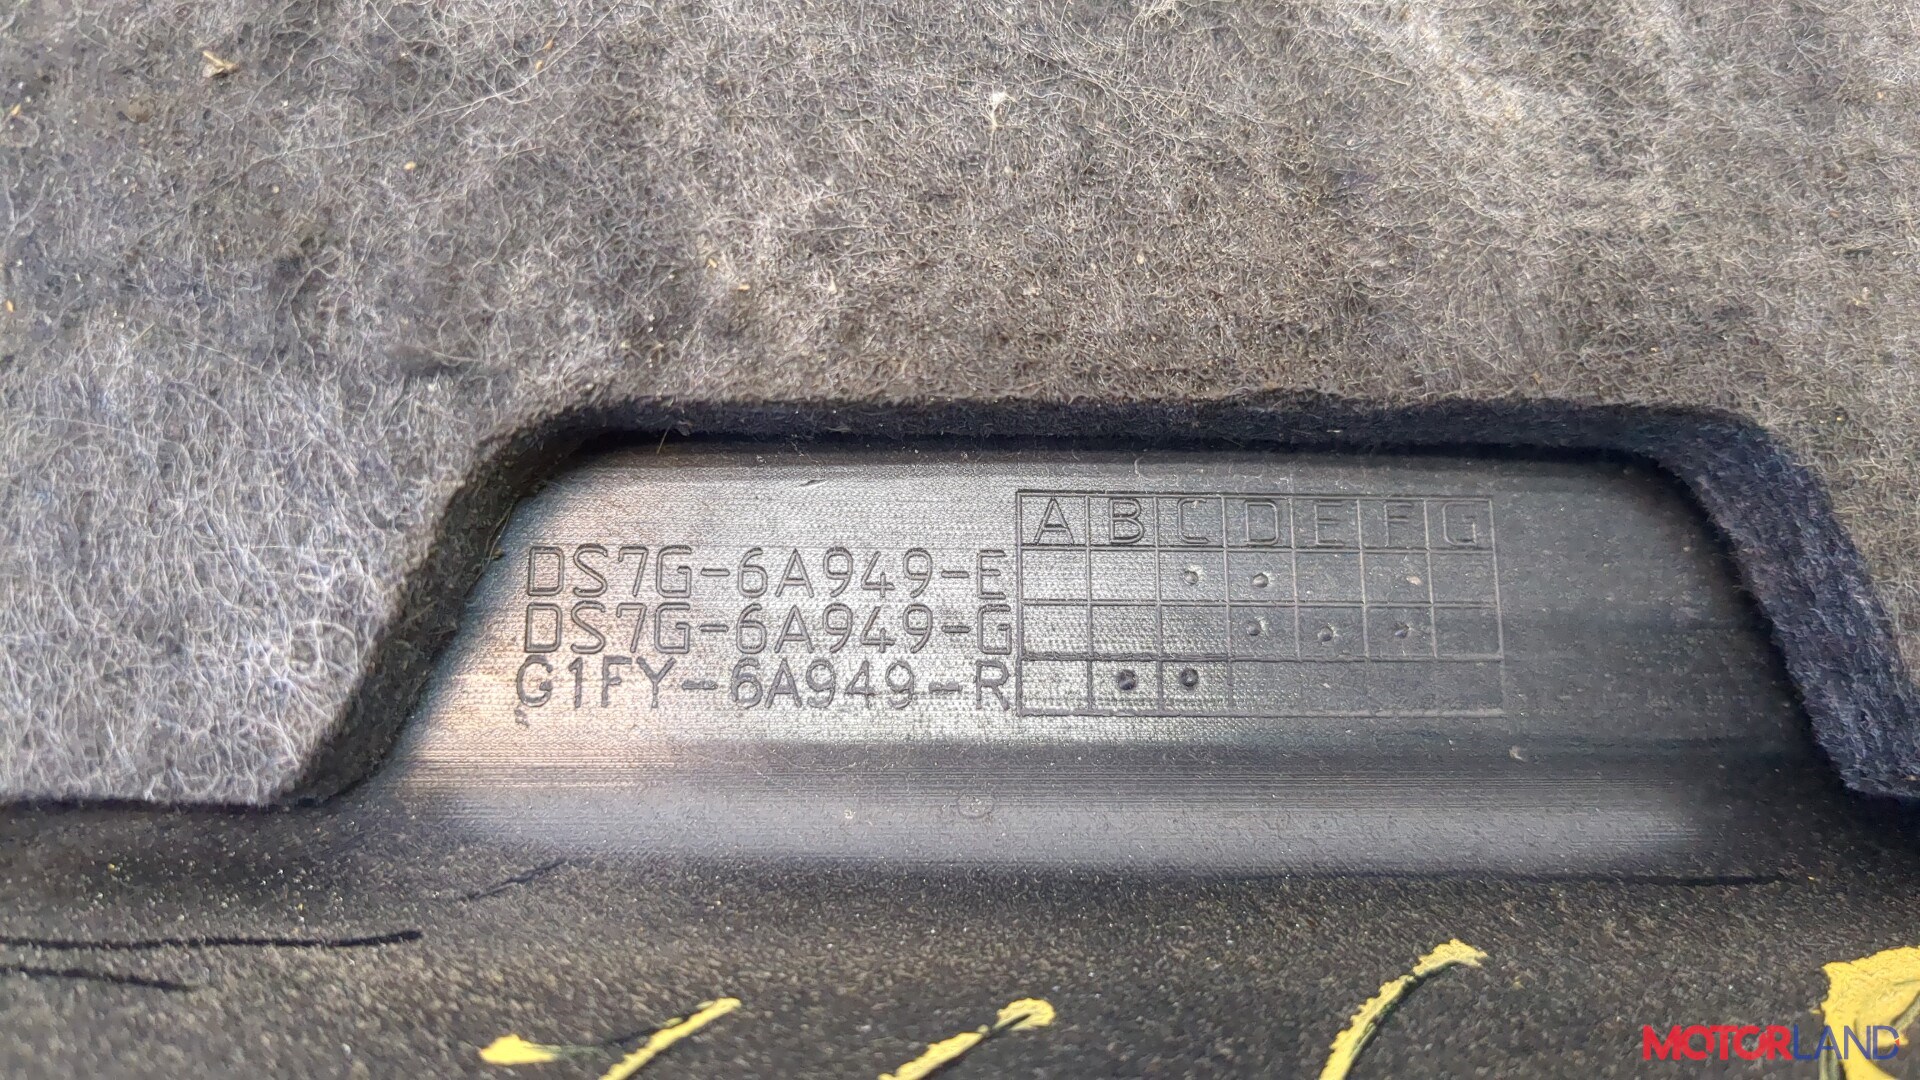 A B C D E F G
DS7G-6A949-E
DS7G-6A949-G
G1FY-6A949-R
MOTORLAND